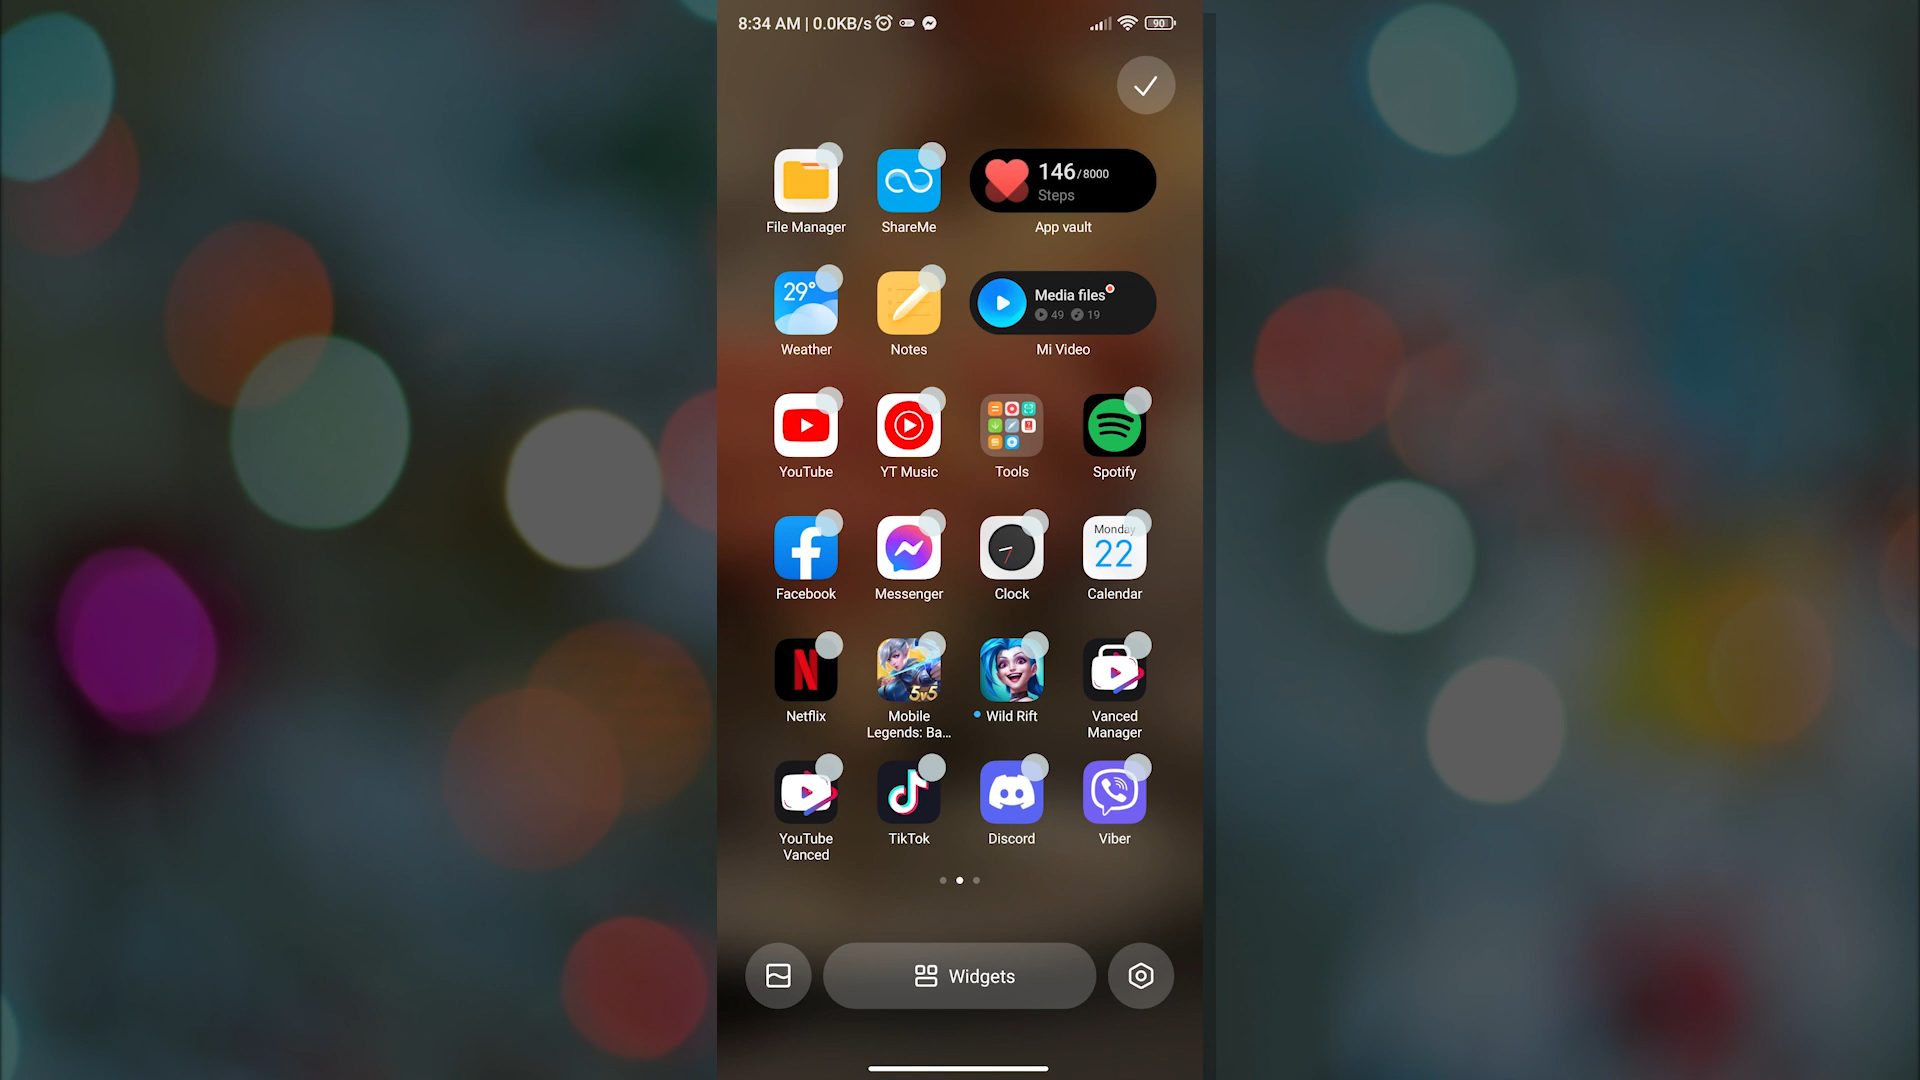 8:34 AM | 0.0KB/s
90
146/8000
Steps
File Manager
ShareMe
App vault
29°
Media files
49
19
Weather
Notes
Mi Video
YouTube
YT Music
Tools
Spotify
Monday
22
Facebook
Messenger
Clock
Calendar
N
5v5
Netflix
Mobile
Legends: Ba...
Wild Rift
Vanced
Manager
YouTube
Vanced
TikTok
Discord
Viber
Widgets